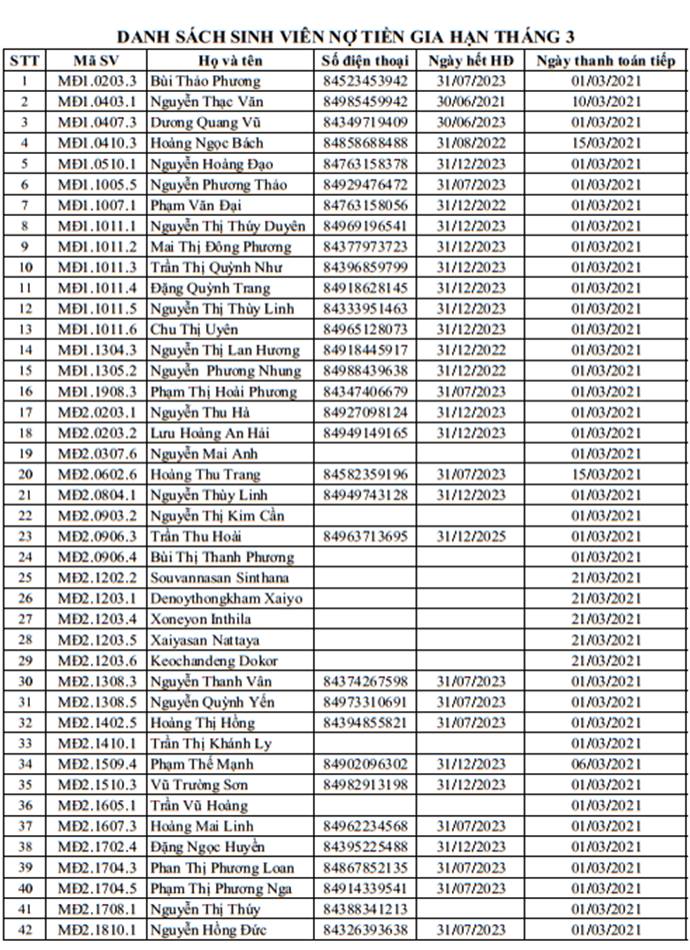 DANH SÁCH SINH VIÊN NỢ TIỀN GIA HẠN THÁNG 3
STT Mã SV Họ và tên Số điện thoại Ngày hết HĐ Ngày thanh toán tiếp
1 MĐ1.0203.3 Bùi Thảo Phương 84523453942 31/07/2023 01/03/2021
2 MĐ1.0403.1 Nguyễn Thạc Văn 84985459942 30/06/2021 10/03/2021
3 MĐ1.0407.3 Dương Quang Vũ 84349719409 30/06/2023 01/03/2021
4 MĐ1.0410.3 Hoàng Ngọc Bách 84858688488 31/08/2022 15/03/2021
5 MĐ1.0510.1 Nguyễn Hoàng Đạo 84763158378 31/12/2023 01/03/2021
6 MĐ1.1005.5 Nguyễn Phương Thảo 84929476472 31/07/2023 01/03/2021
7 MĐ1.1007.1 Phạm Văn Đại 84763158056 31/12/2022 01/03/2021
8 MĐ1.1011.1 Nguyễn Thị Thúy Duyên 84969196541 31/12/2023 01/03/2021
9 MĐ1.1011.2 Mai Thị Đông Phương 84377973723 31/12/2023 01/03/2021
10 MĐ1.1011.3 Trần Thị Quỳnh Như 84396859799 31/12/2023 01/03/2021
11 MĐ1.1011.4 Đặng Quỳnh Trang 84918628145 31/12/2023 01/03/2021
12 MĐ1.1011.5 Nguyễn Thị Thùy Linh 84333951463 31/12/2023 01/03/2021
13 MĐ1.1011.6 Chu Thị Uyên 84965128073 31/12/2023 01/03/2021
14 MĐ1.1304.3 Nguyễn Thị Lan Hương 84918445917 31/12/2022 01/03/2021
15 MĐ1.1305.2 Nguyễn Phương Nhung 84988439638 31/12/2022 01/03/2021
16 MĐ1.1908.3 Phạm Thị Hoài Phương 84347406679 31/07/2023 01/03/2021
17 MĐ2.0203.1 Nguyễn Thu Hà 84927098124 31/12/2023 01/03/2021
18 MĐ2.0203.2 Lưu Hoàng An Hải 84949149165 31/12/2023 01/03/2021
19 MĐ2.0307.6 Nguyễn Mai Anh 01/03/2021
20 MĐ2.0602.6 Hoàng Thu Trang 84582359196 31/07/2023 15/03/2021
21 MĐ2.0804.1 Nguyễn Thùy Linh 84949743128 31/12/2023 01/03/2021
22 MĐ2.0903.2 Nguyễn Thị Kim Cần 01/03/2021
23 MĐ2.0906.3 Trần Thu Hoài 84963713695 31/12/2025 01/03/2021
24 MĐ2.0906.4 Bùi Thị Thanh Phương 01/03/2021
25 MĐ2.1202.2 Souvannasan Sinthana 21/03/2021
26 MĐ2.1203.1 Denoythongkham Xaiyo 21/03/2021
27 MĐ2.1203.4 Xoneyon Inthila 21/03/2021
28 MĐ2.1203.5 Xaiyasan Nattaya 21/03/2021
29 MĐ2.1203.6 Keochandeng Dokor 21/03/2021
30 MĐ2.1308.3 Nguyễn Thanh Vân 84374267598 31/07/2023 01/03/2021
31 MĐ2.1308.5 Nguyễn Quỳnh Yến 84973310691 31/07/2023 01/03/2021
32 MĐ2.1402.5 Hoàng Thị Hồng 84394855821 31/07/2023 01/03/2021
33 MĐ2.1410.1 Trần Thị Khánh Ly 01/03/2021
34 MĐ2.1509.4 Phạm Thế Mạnh 84902096302 31/12/2023 06/03/2021
35 MĐ2.1510.3 Vũ Trường Sơn 84982913198 31/12/2023 01/03/2021
36 MĐ2.1605.1 Trần Vũ Hoàng 01/03/2021
37 MĐ2.1607.3 Hoàng Mai Linh 84962234568 31/07/2023 01/03/2021
38 MĐ2.1702.4 Đặng Ngọc Huyền 84395225488 31/12/2023 01/03/2021
39 MĐ2.1704.3 Phan Thị Phương Loan 84867852135 31/07/2023 01/03/2021
40 MĐ2.1704.5 Phạm Thị Phương Nga 84914339541 31/07/2023 01/03/2021
41 MĐ2.1708.1 Nguyễn Thị Thúy 84388341213 01/03/2021
42 MĐ2.1810.1 Nguyễn Hồng Đức 84326393638 31/07/2023 01/03/2021